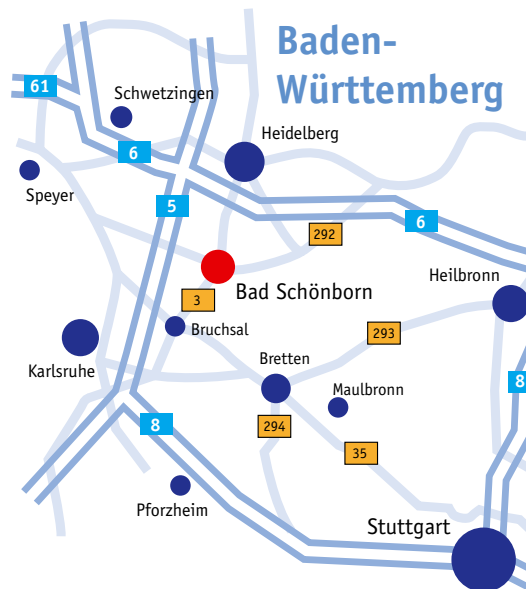 Baden-
Württemberg
61
Schwetzingen
Heidelberg
6
Speyer
5
6
292
Heilbronn
Bad Schönborn
3
Bruchsal
293
Bretten
Karlsruhe
8
Maulbronn
8
294
35
Pforzheim
Stuttgart